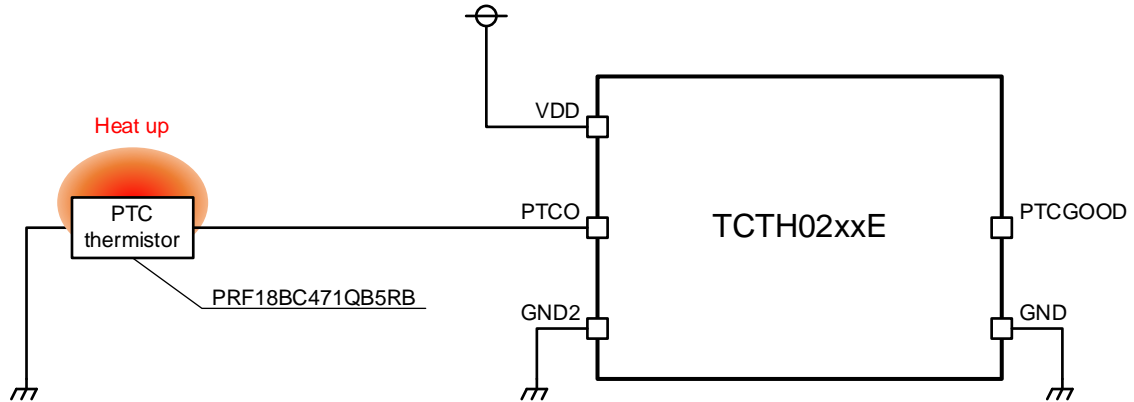 VDD
Heat up
PTC
thermistor
PTCO
TCTH02xxE
PTCGOOD
PRF18BC471QB5RB
GND2
GND